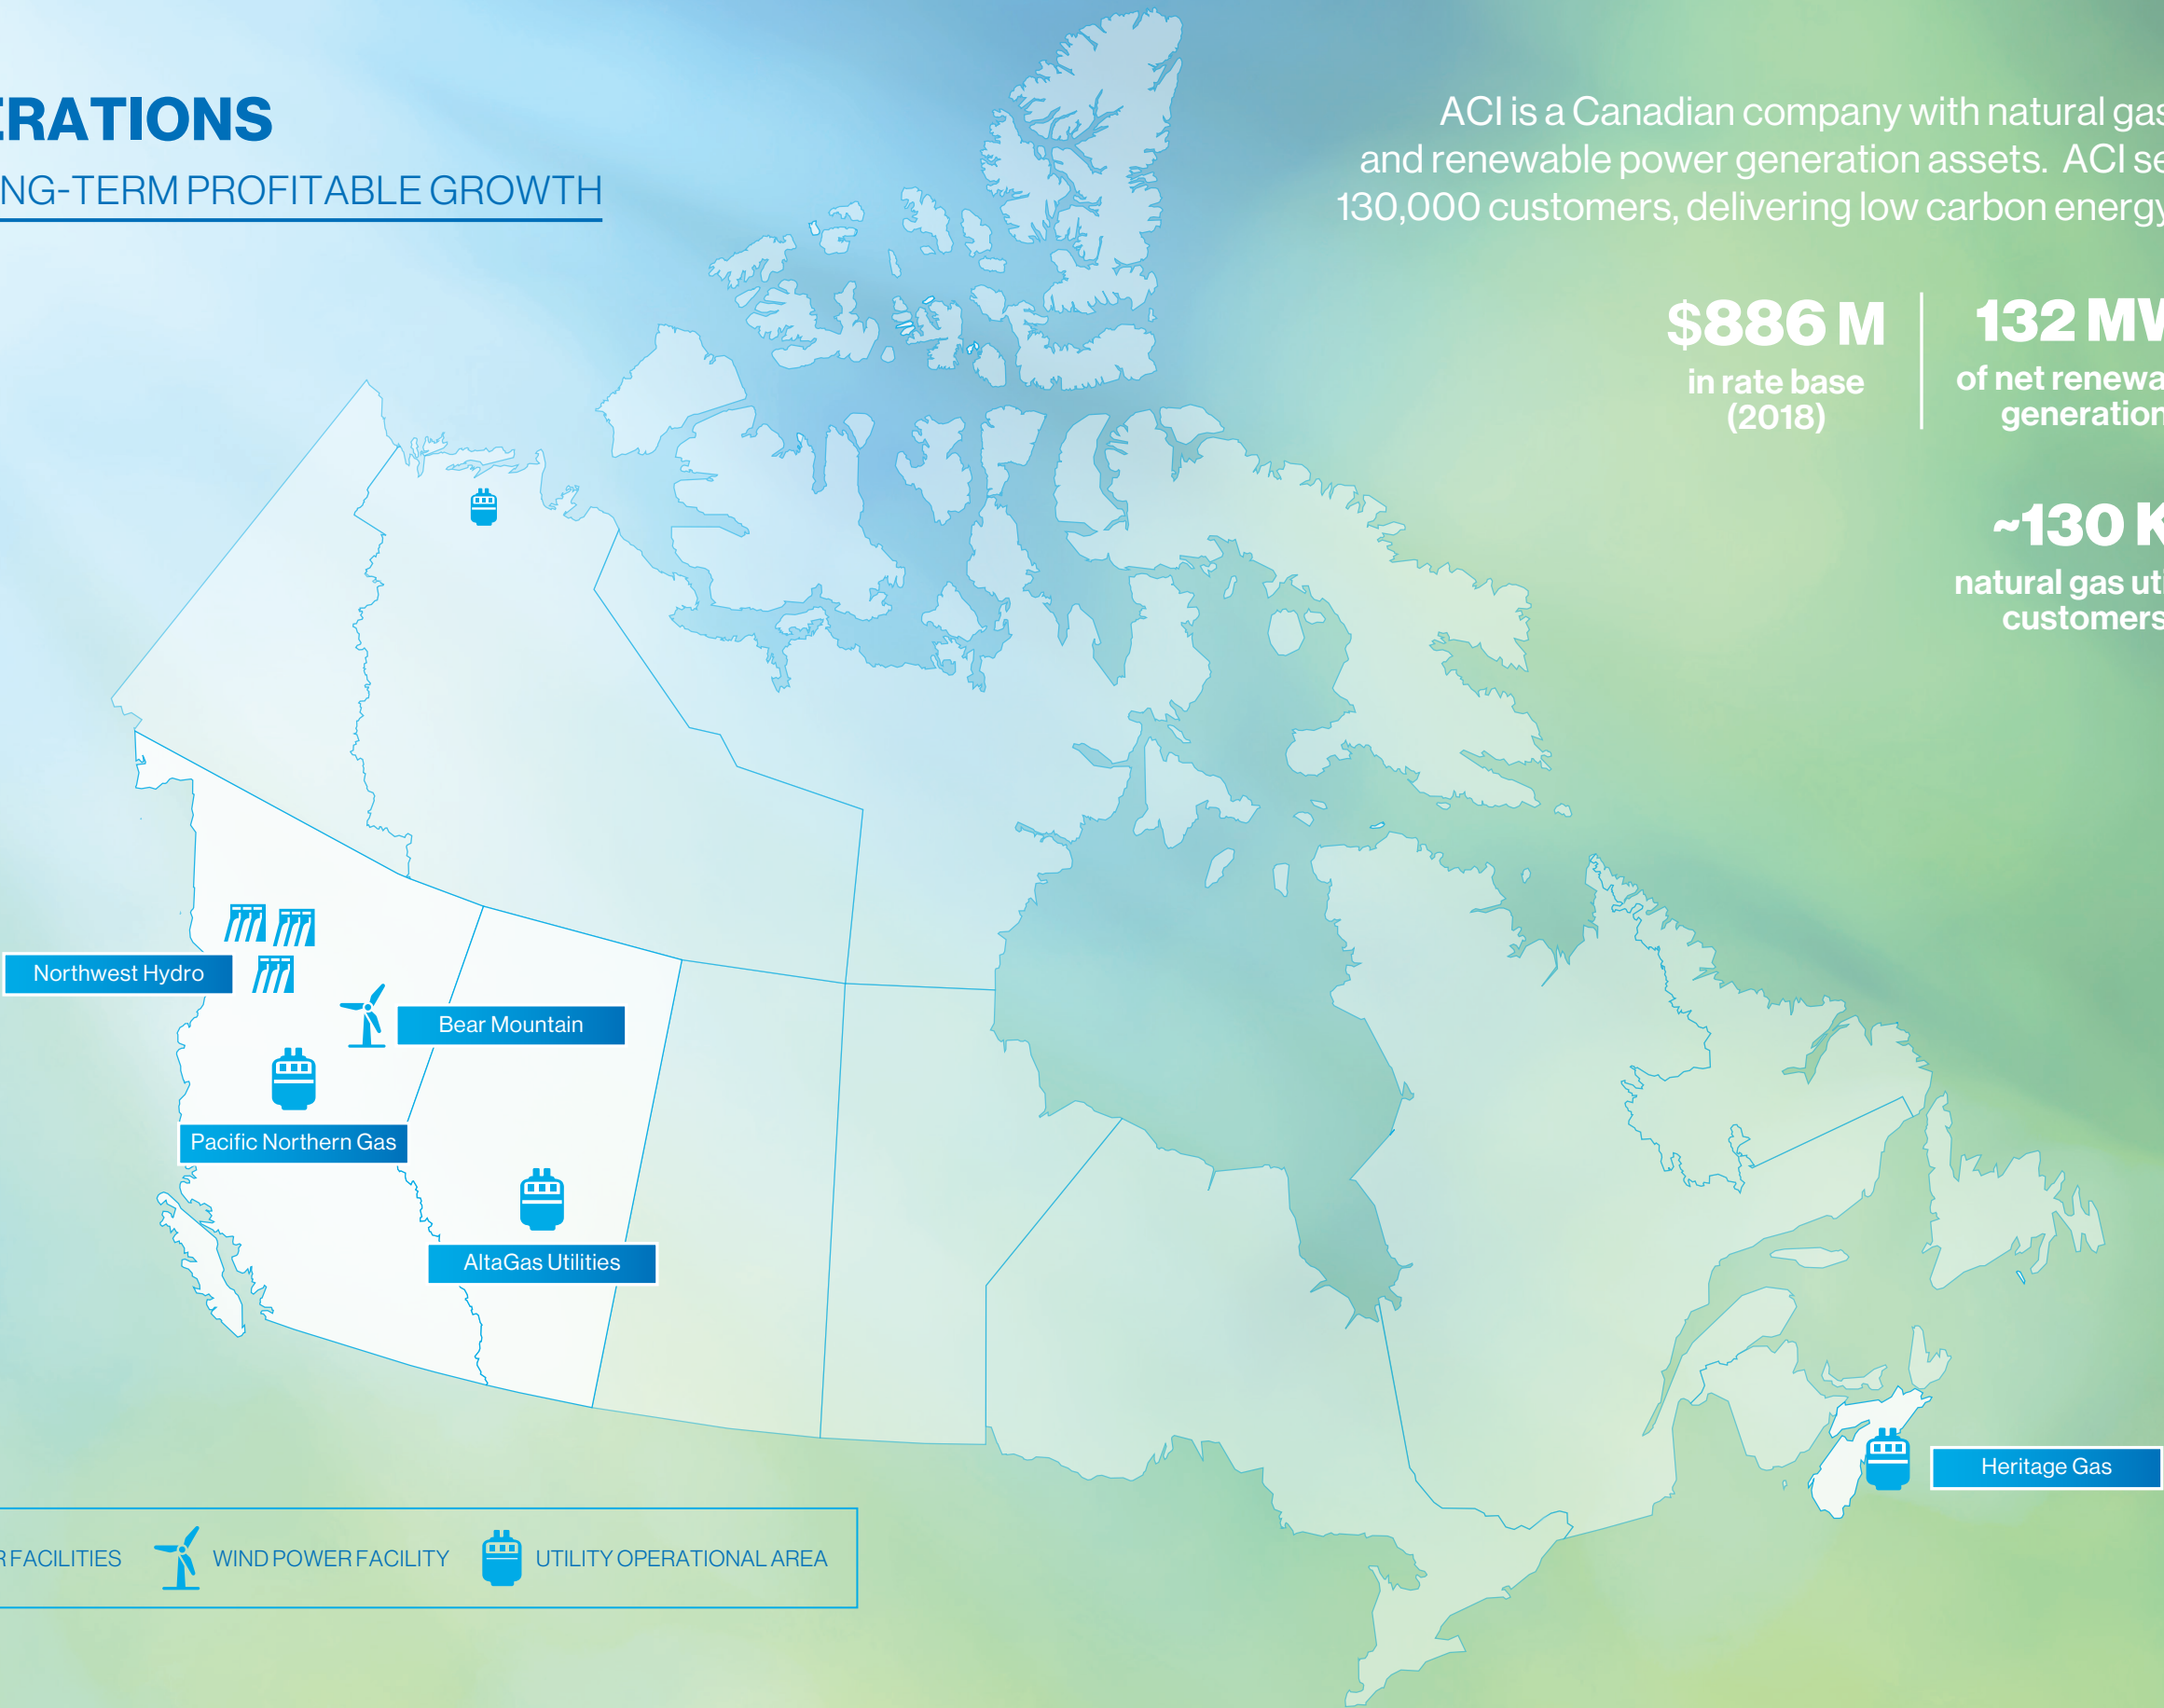 ERATIONS
NG-TERM PROFITABLE GROWTH
ACI is a Canadian company with natural gas
and renewable power generation assets. ACI se
130,000 customers, delivering low carbon energy
$886 M
in rate base
(2018)
132 MW
of net renewa
generation
~130 K
natural gas uti
customers
Northwest Hydro
Bear Mountain
Pacific Northern Gas
AltaGas Utilities
Heritage Gas
R FACILITIES
WIND POWER FACILITY
UTILITY OPERATIONAL AREA